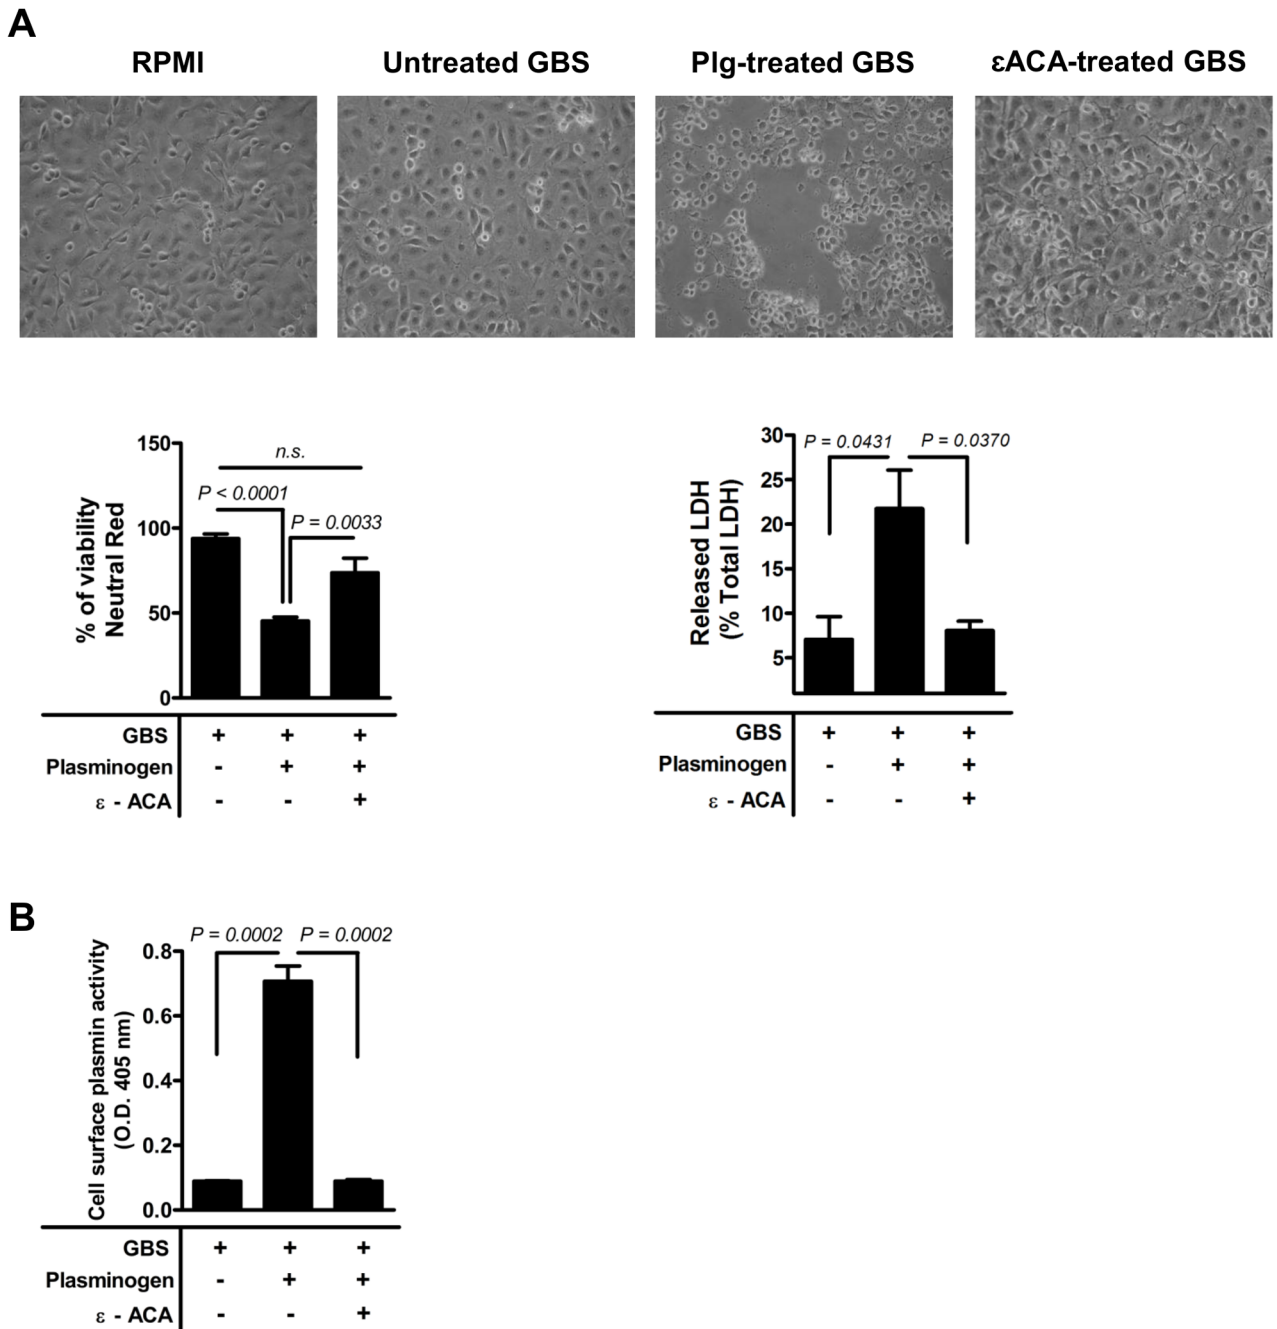 A
RPMI
Untreated GBS
Plg-treated GBS
εACA-treated GBS
% of viability
Neutral Red
150
100
50
0
n.s.
P < 0.0001
P = 0.0033
GBS + + +
Plasminogen - + +
ε - ACA - - +
Released LDH
(% Total LDH)
30
25
20
15
10
5
P = 0.0431
P = 0.0370
GBS + + +
Plasminogen - + +
ε - ACA - - +
B
Cell surface plasmin activity
(O.D. 405 nm)
0.8
0.6
0.4
0.2
0.0
P = 0.0002
P = 0.0002
GBS + + +
Plasminogen - + +
ε - ACA - - +